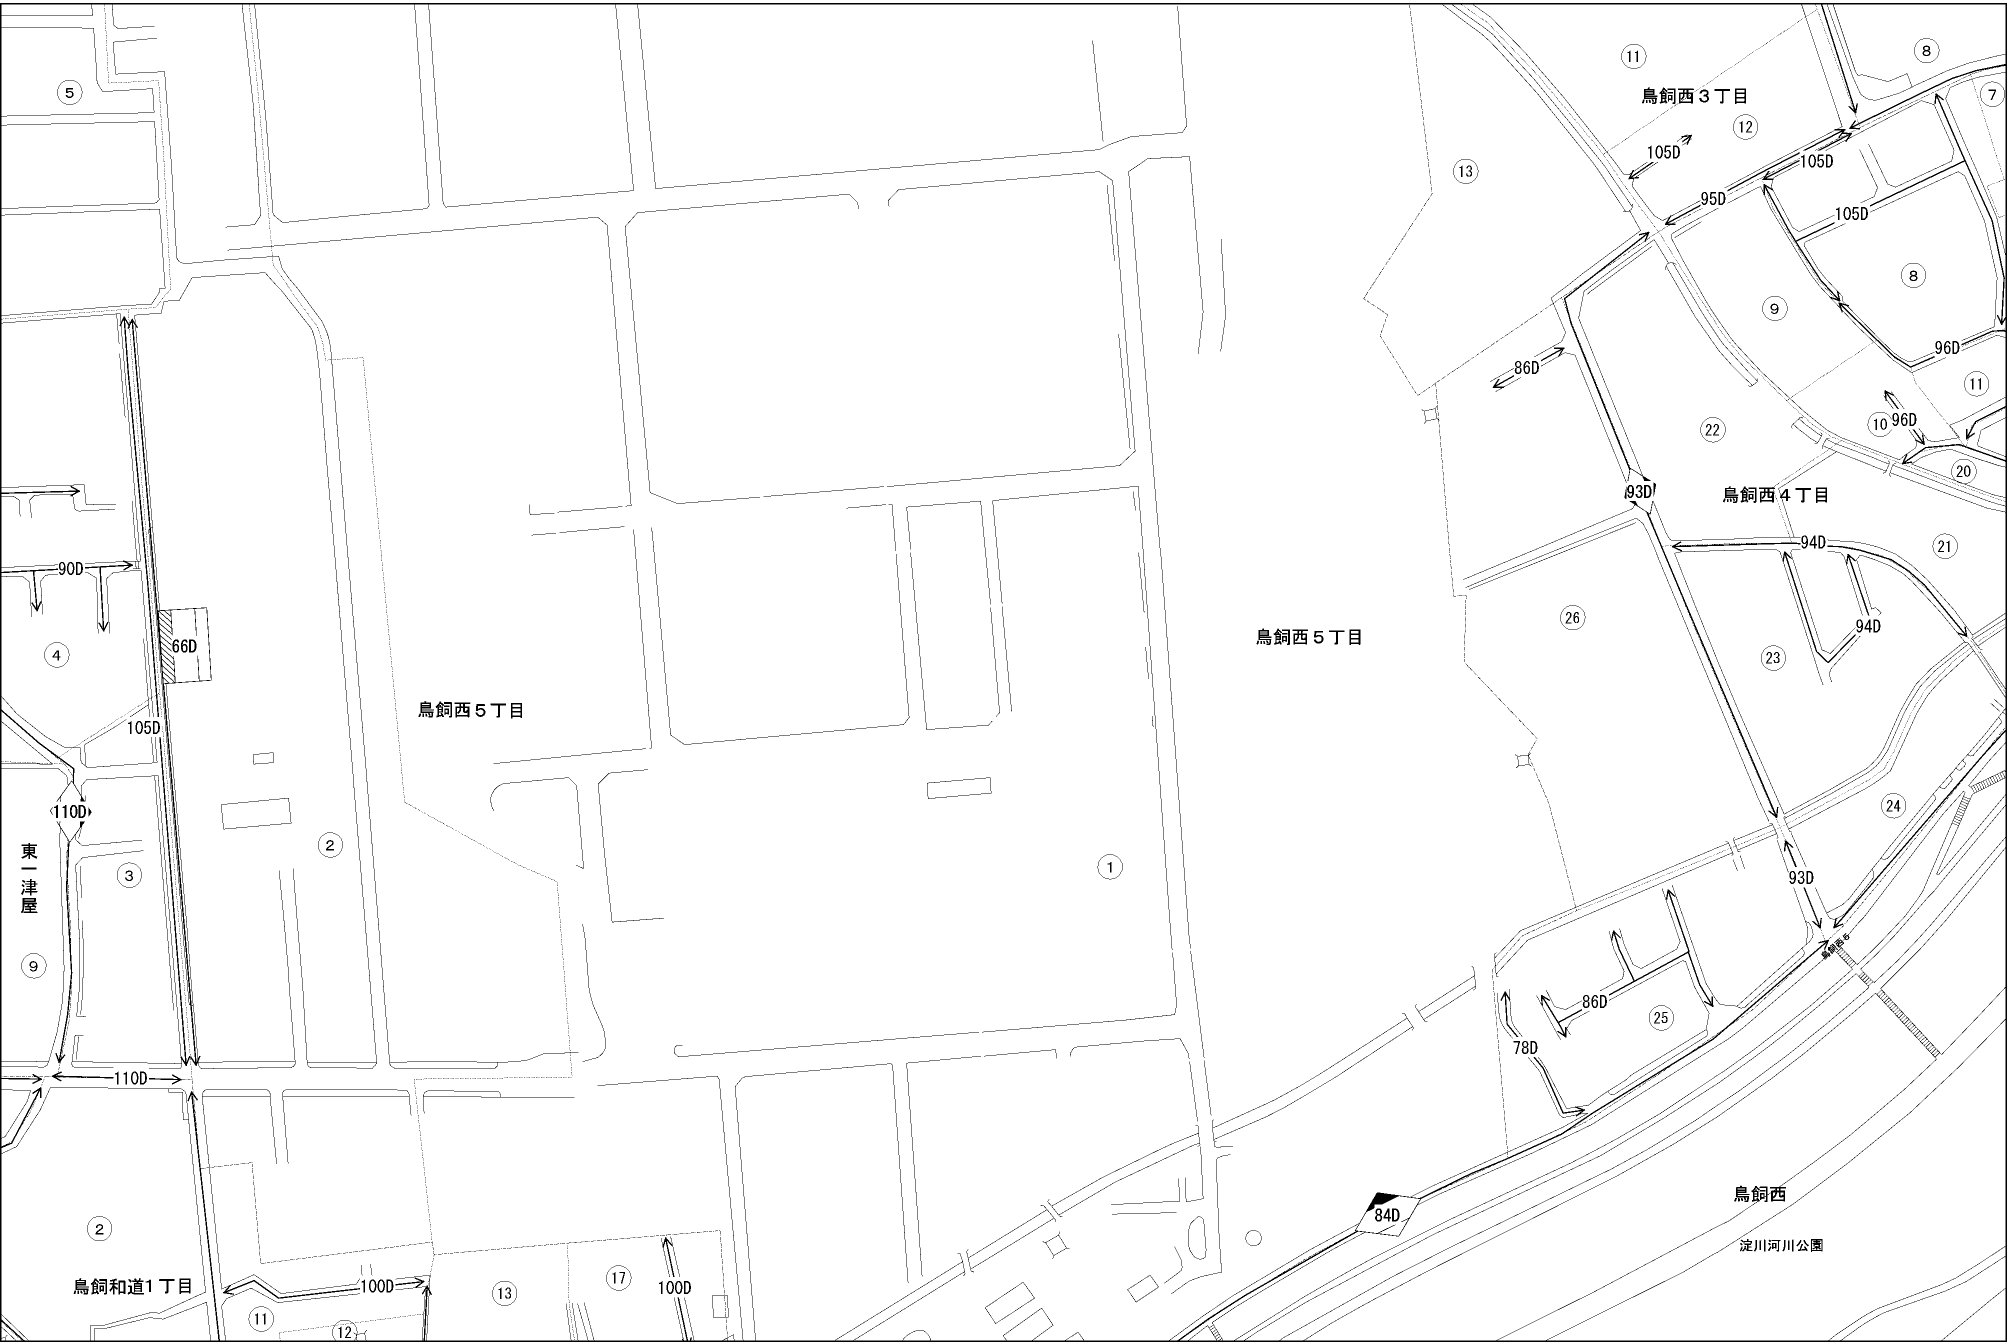 ⑪
⑧
⑤
⑦
鳥飼西３丁目
⑫
105D
105D
⑬
95D
105D
⑧
⑨
96D
86D
⑪
96D
⑩
㉒
⑳
93D
鳥飼西４丁目
94D
㉑
90D
㉖
94D
鳥飼西５丁目
66D
④
㉓
鳥飼西５丁目
105D
110D
㉔
②
①
東一津屋
③
93D
鳥飼西5
⑨
86D
㉕
78D
110D
鳥飼西
84D
②
淀川河川公園
⑰
鳥飼和道1丁目
100D
100D
⑬
⑪
⑫